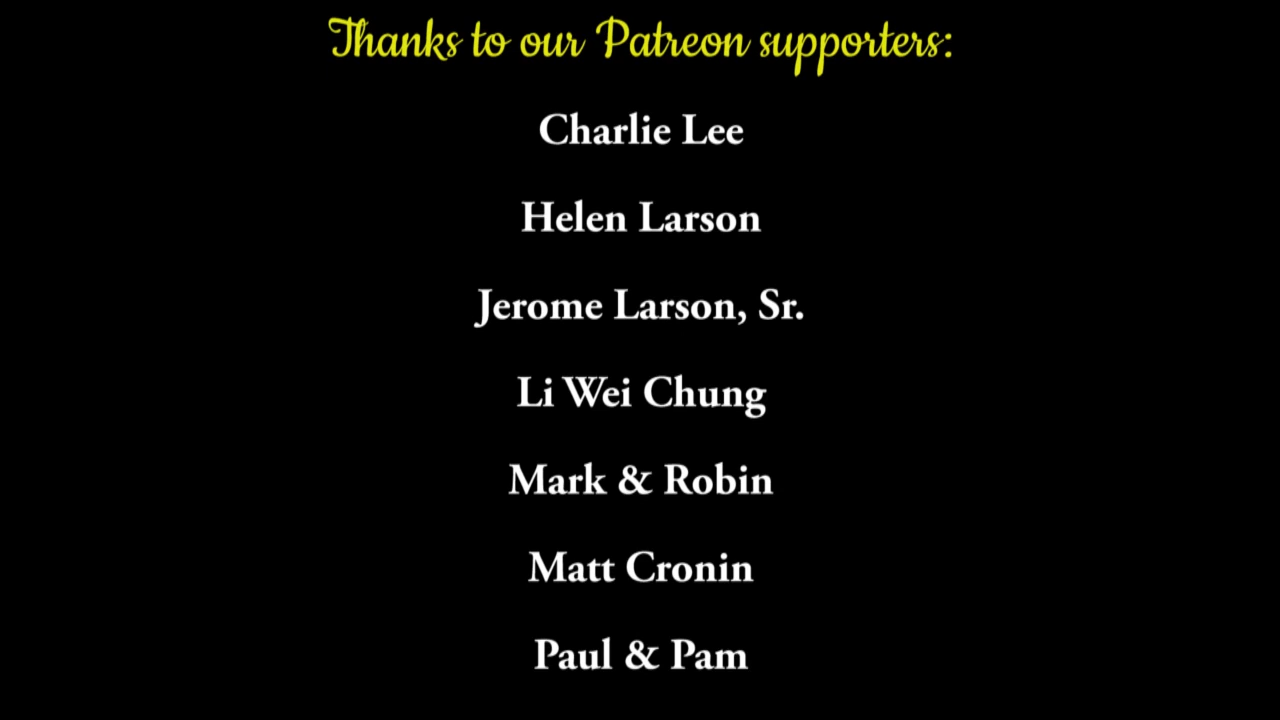 Thanks to our Patreon supporters:
Charlie Lee
Helen Larson
Jerome Larson, Sr.
Li Wei Chung
Mark & Robin
Matt Cronin
Paul & Pam